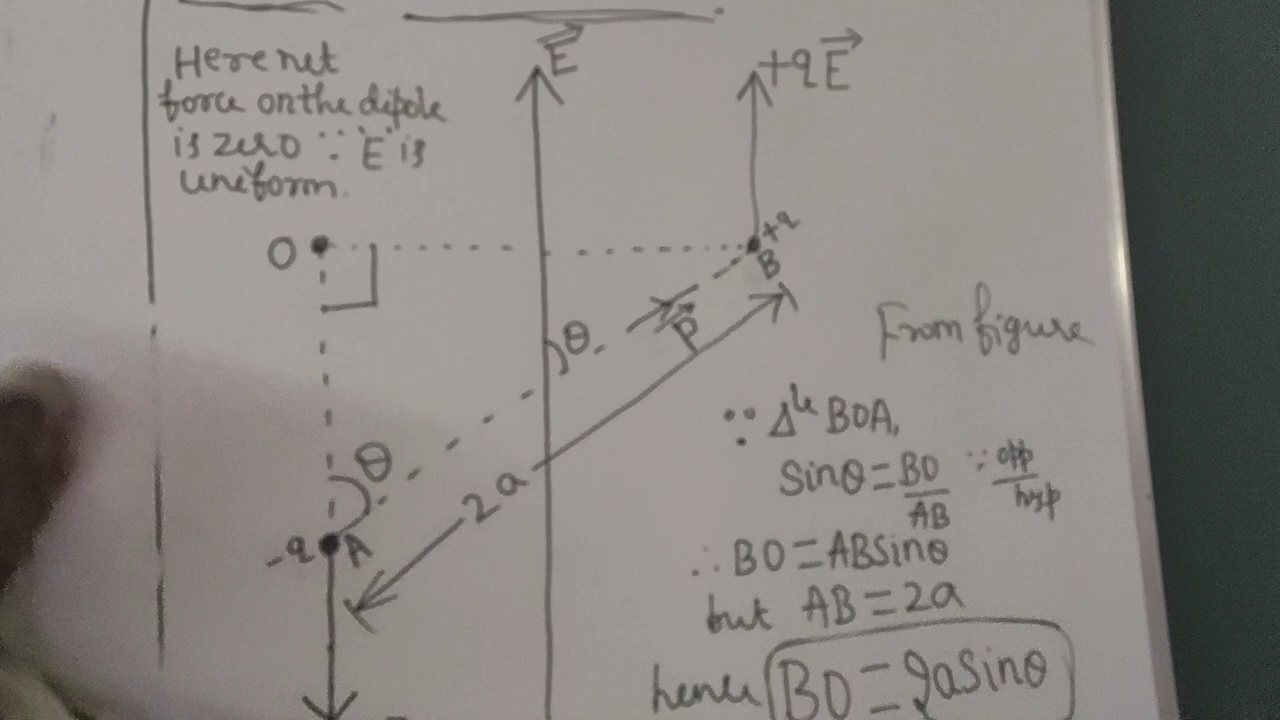 Here net
force on the dipole
is zero ∵ 'E' is
uniform.
E⃗
+qE⃗
O
+q
B
θ
P⃗
θ
2a
-q A
From figure
∵ Δle BOA,
Sinθ = BO/AB ∵ opp/hyp
∴ BO = ABsinθ
but AB = 2a
hence BO = 2asinθ